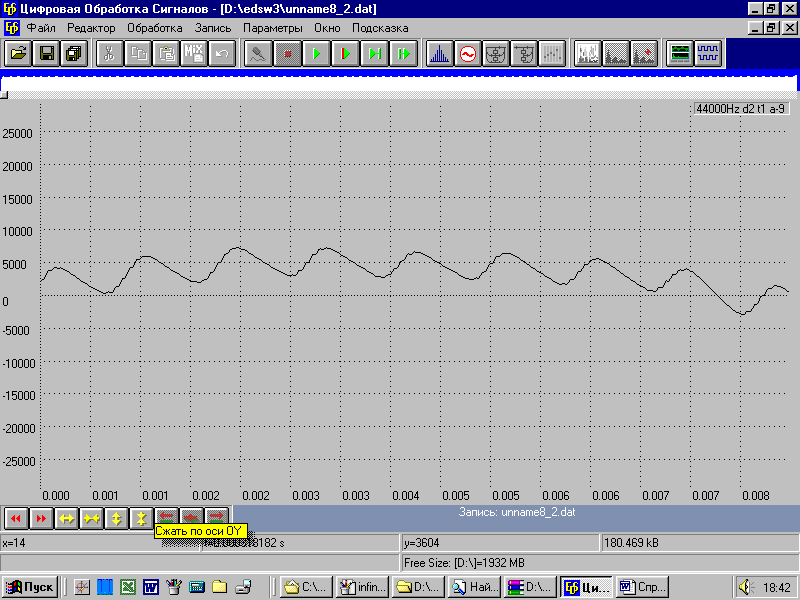 Цифровая Обработка Сигналов - [D:\edsw3\unname8_2.dat]
Файл Редактор Обработка Запись Параметры Окно Подсказка
MiX
44000Hz d2 t1 a-9
25000
20000
15000
10000
5000
0
-5000
-10000
-15000
-20000
-25000
0.000 0.001 0.001 0.002 0.002 0.003 0.003 0.004 0.005 0.005 0.006 0.006 0.007 0.007 0.008
Запись: unname8_2.dat
Сжать по оси OY
x=14 t=0.000318182 s y=3604 180.469 kB
Free Size: [D:\]=1932 MB
Пуск C:\... infin... D:\... Най... D:\... Ци... Спр... 18:42